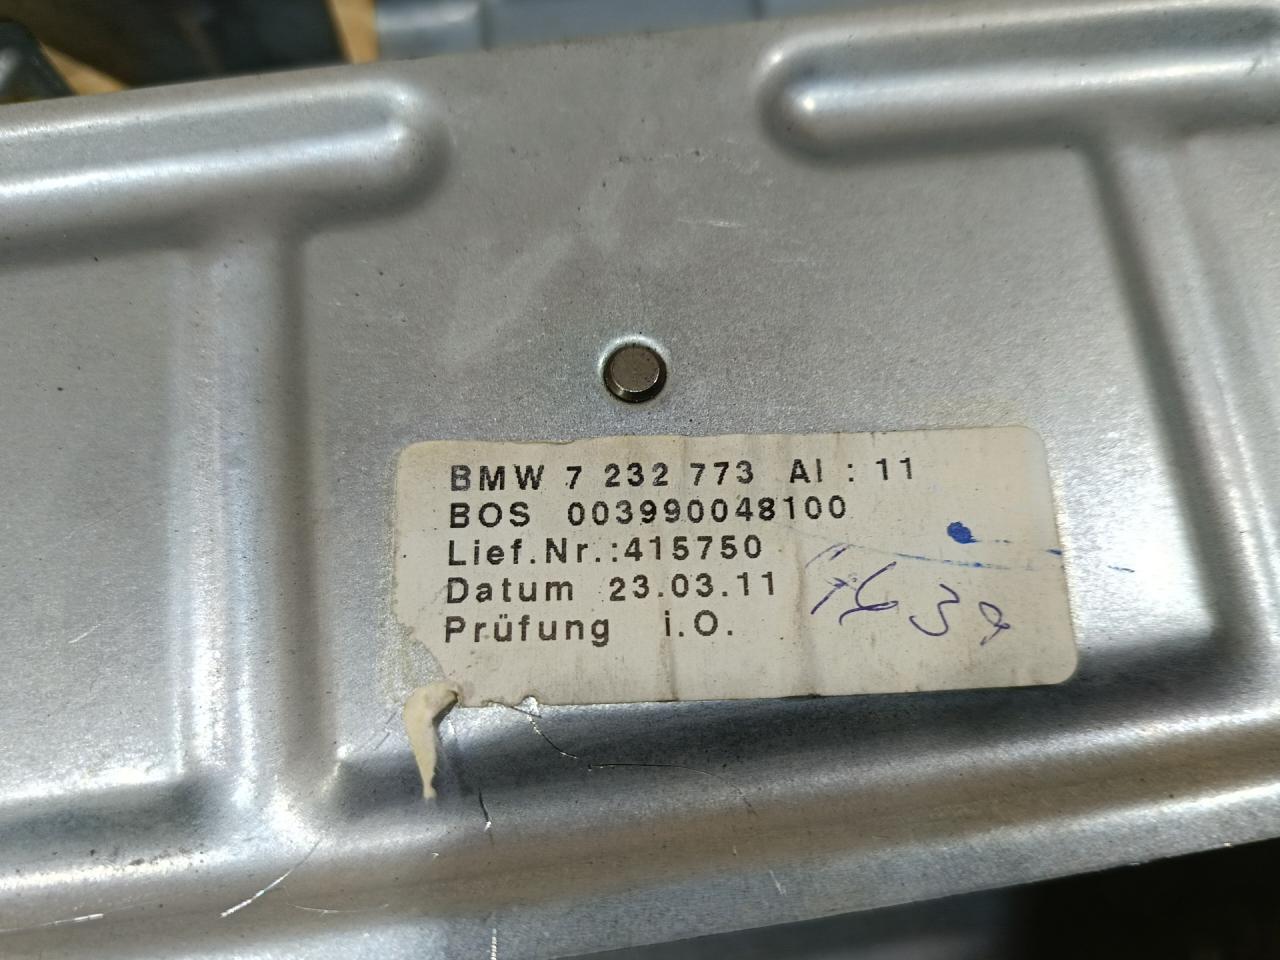 BMW 7 232 773 AI : 11
BOS 003990048100
Lief.Nr.:415750
Datum 23.03.11
Prüfung i.O.